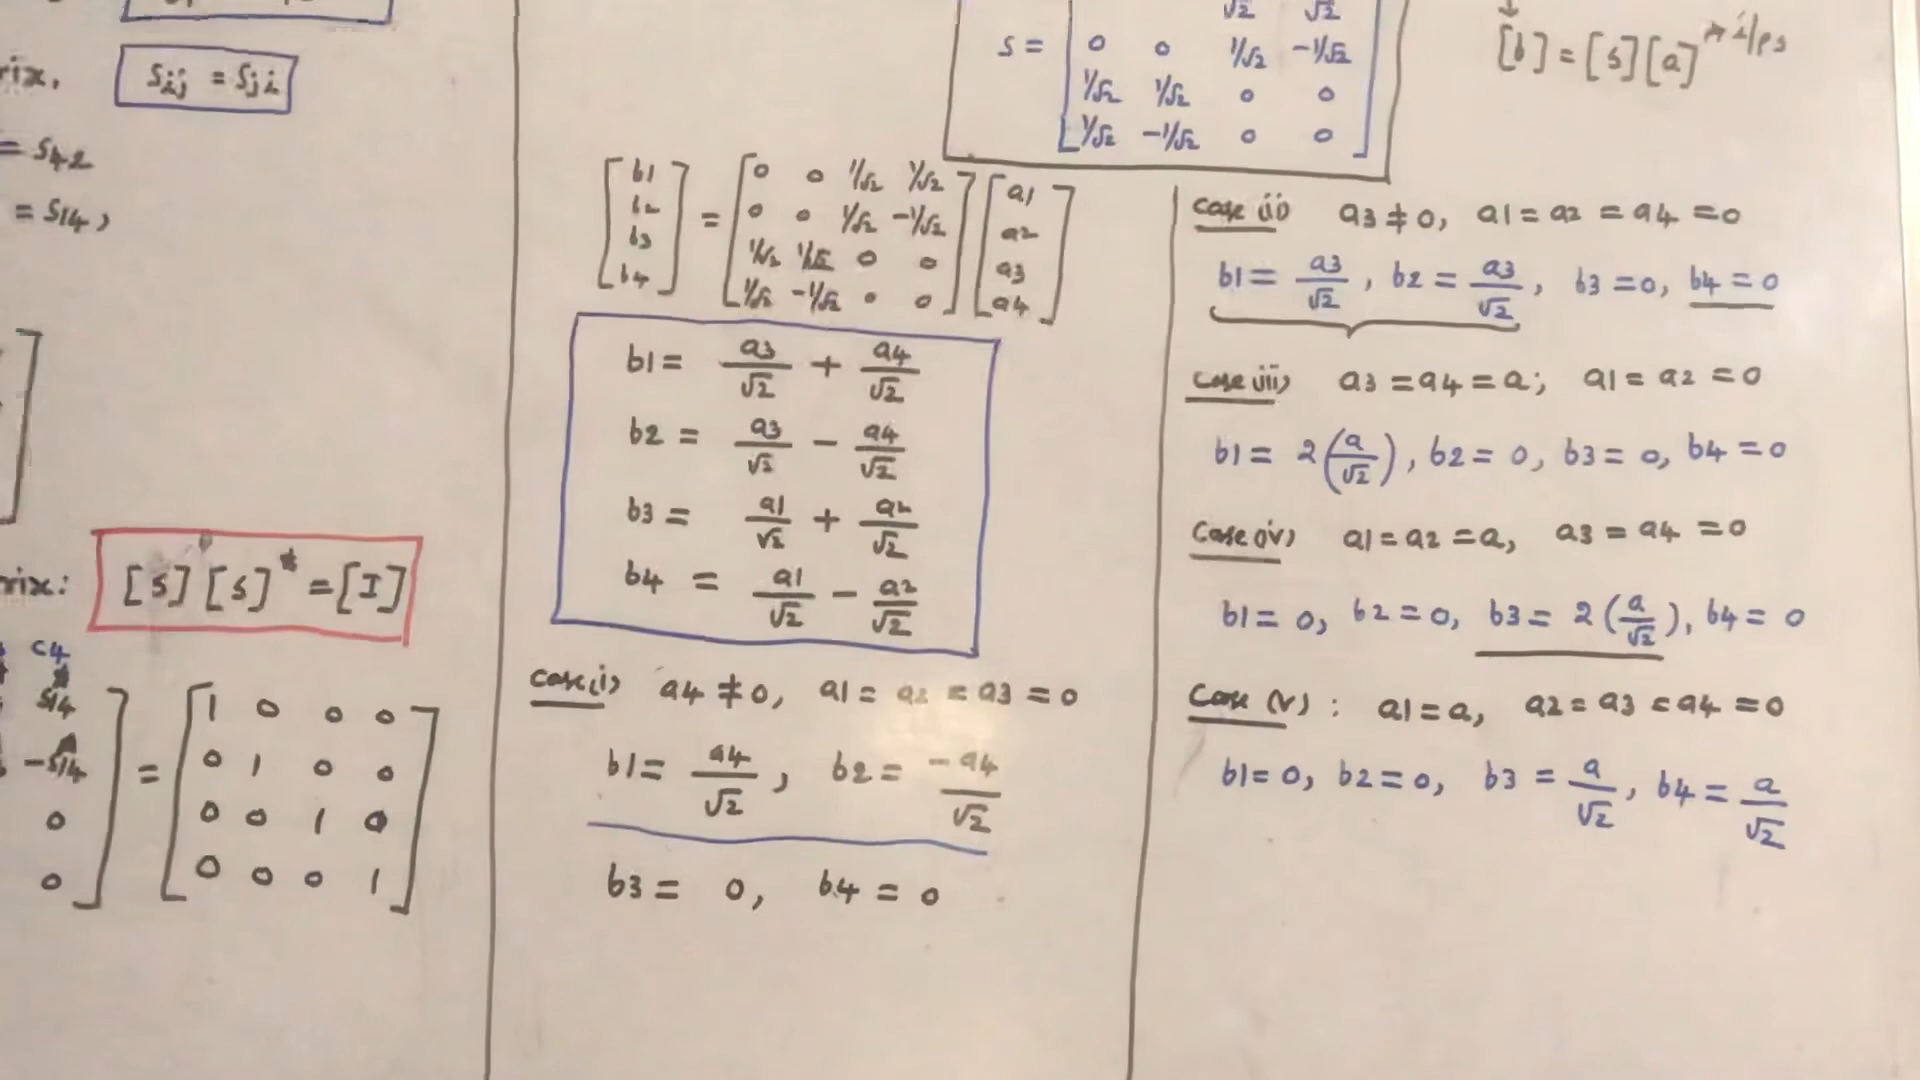 rix, Sij = Sji
= S42
= S14,
rix: [S][S]* = [I]
C4
S14
-S14
0
0
=
1 0 0 0
0 1 0 0
0 0 1 0
0 0 0 1
√2 √2
S = 0 0 1/√2 -1/√2
1/√2 1/√2 0 0
1/√2 -1/√2 0 0
b1 0 0 1/√2 1/√2 a1
b2 = 0 0 1/√2 -1/√2 a2
b3 1/√2 1/√2 0 0 a3
b4 1/√2 -1/√2 0 0 a4
b1 = a3/√2 + a4/√2
b2 = a3/√2 - a4/√2
b3 = a1/√2 + a2/√2
b4 = a1/√2 - a2/√2
case(i) a4 ≠ 0, a1 = a2 = a3 = 0
b1 = a4/√2, b2 = -a4/√2
b3 = 0, b4 = 0
[b] = [S][a] i/ps
case (ii) a3 ≠ 0, a1 = a2 = a4 = 0
b1 = a3/√2, b2 = a3/√2, b3 = 0, b4 = 0
case (iii) a3 = a4 = a; a1 = a2 = 0
b1 = 2(a/√2), b2 = 0, b3 = 0, b4 = 0
Case (iv) a1 = a2 = a, a3 = a4 = 0
b1 = 0, b2 = 0, b3 = 2(a/√2), b4 = 0
Case (v) : a1 = a, a2 = a3 = a4 = 0
b1 = 0, b2 = 0, b3 = a/√2, b4 = a/√2